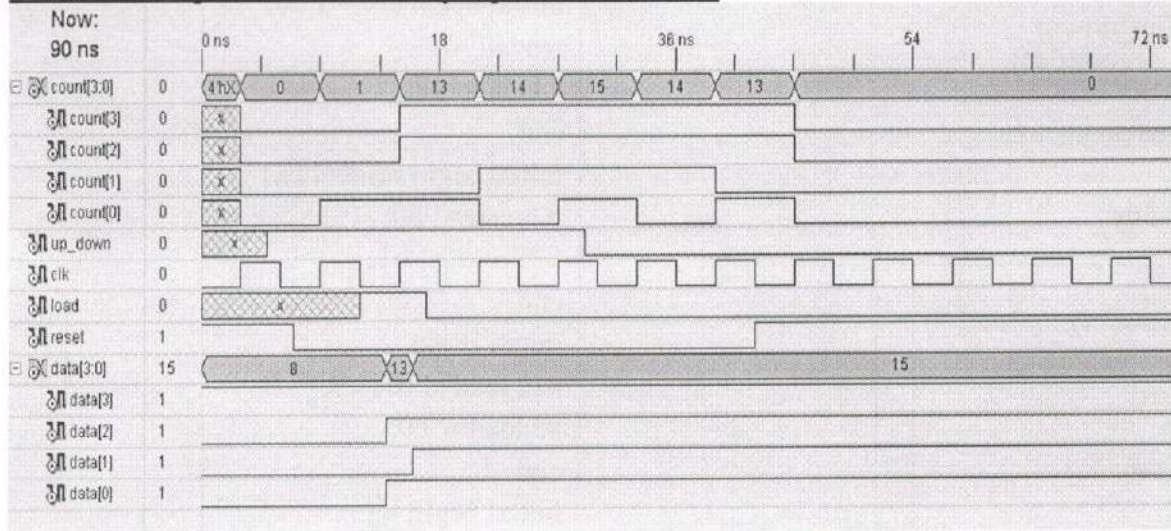 Now:
90 ns
0 ns 18 36 ns 54 72 ns
count[3:0] 0 4'hX 0 1 13 14 15 14 13 0
count[3] 0 X
count[2] 0 X
count[1] 0 X
count[0] 0 X
up_down 0 X
clk 0
load 0 X
reset 1
data[3:0] 15 8 13 15
data[3] 1
data[2] 1
data[1] 1
data[0] 1